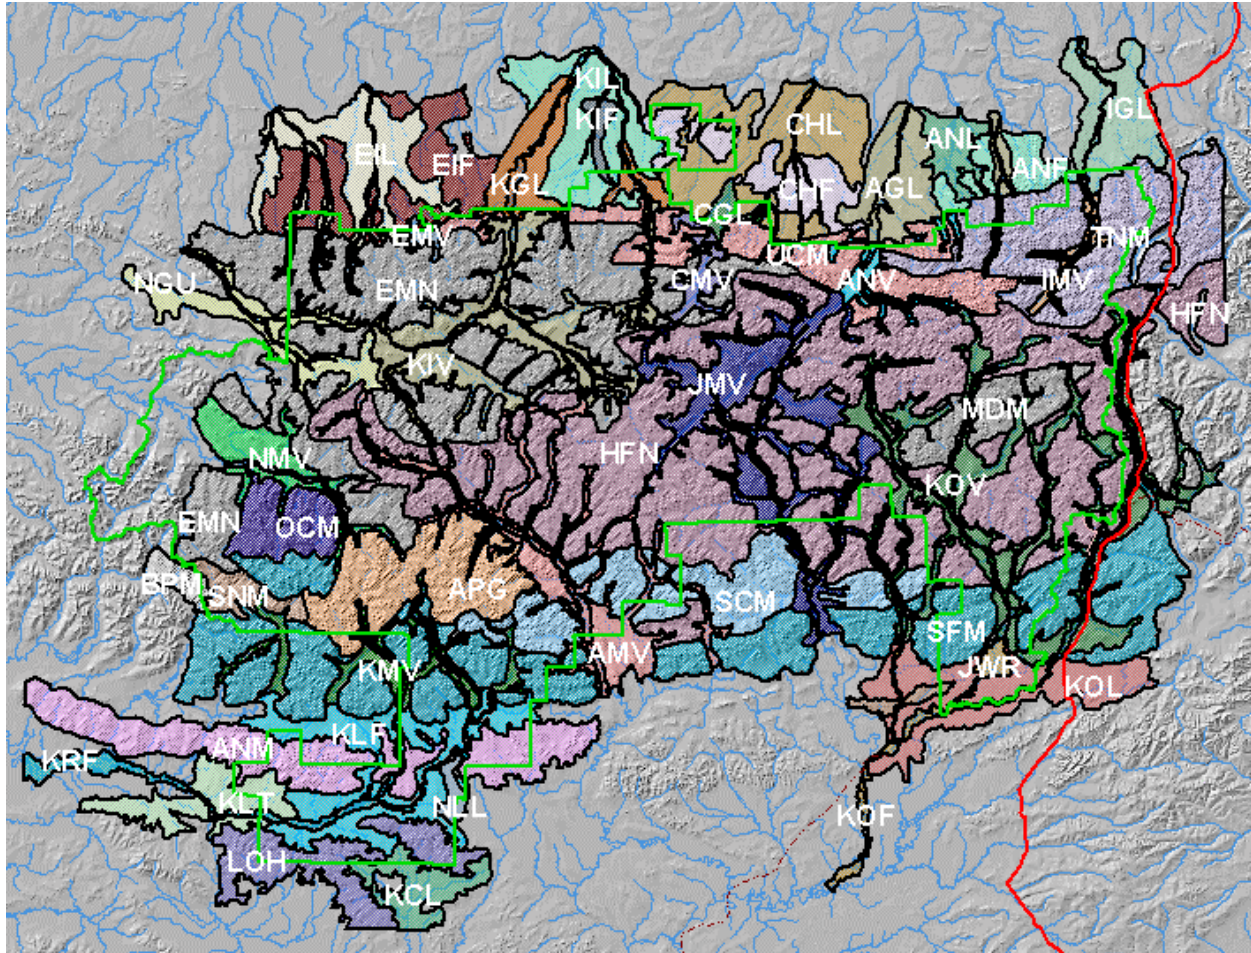 KIL
IGL
KIF
CHL
ANL
EIL
EIF
ANF
KGL
CHF
AGL
CGL
EMV
TNM
UCM
NGU
CMV
ANV
IMV
EMN
HFN
KIV
JMV
MDM
HFN
NMV
KOV
EMN
OCM
BPM
APG
SNM
SCM
SFM
AMV
KMV
JWR
KOL
KLF
ANM
KRF
KLT
NLL
KOF
LOH
KCL